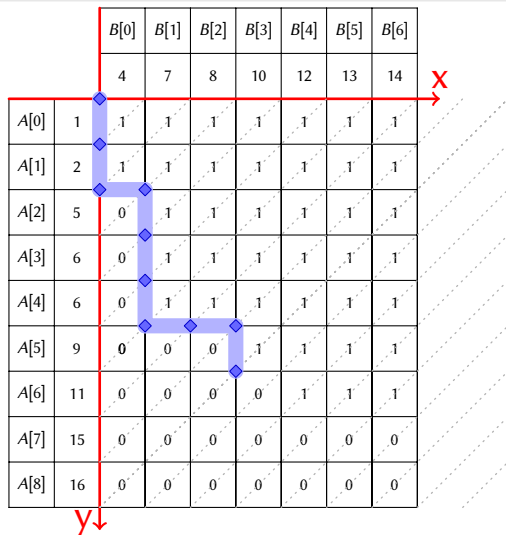 B[0] B[1] B[2] B[3] B[4] B[5] B[6]
4 7 8 10 12 13 14
x
A[0] 1 1 1 1 1 1 1 1
A[1] 2 1 1 1 1 1 1 1
A[2] 5 0 1 1 1 1 1 1
A[3] 6 0 1 1 1 1 1 1
A[4] 6 0 1 1 1 1 1 1
A[5] 9 0 0 0 1 1 1 1
A[6] 11 0 0 0 0 1 1 1
A[7] 15 0 0 0 0 0 0 0
A[8] 16 0 0 0 0 0 0 0
y